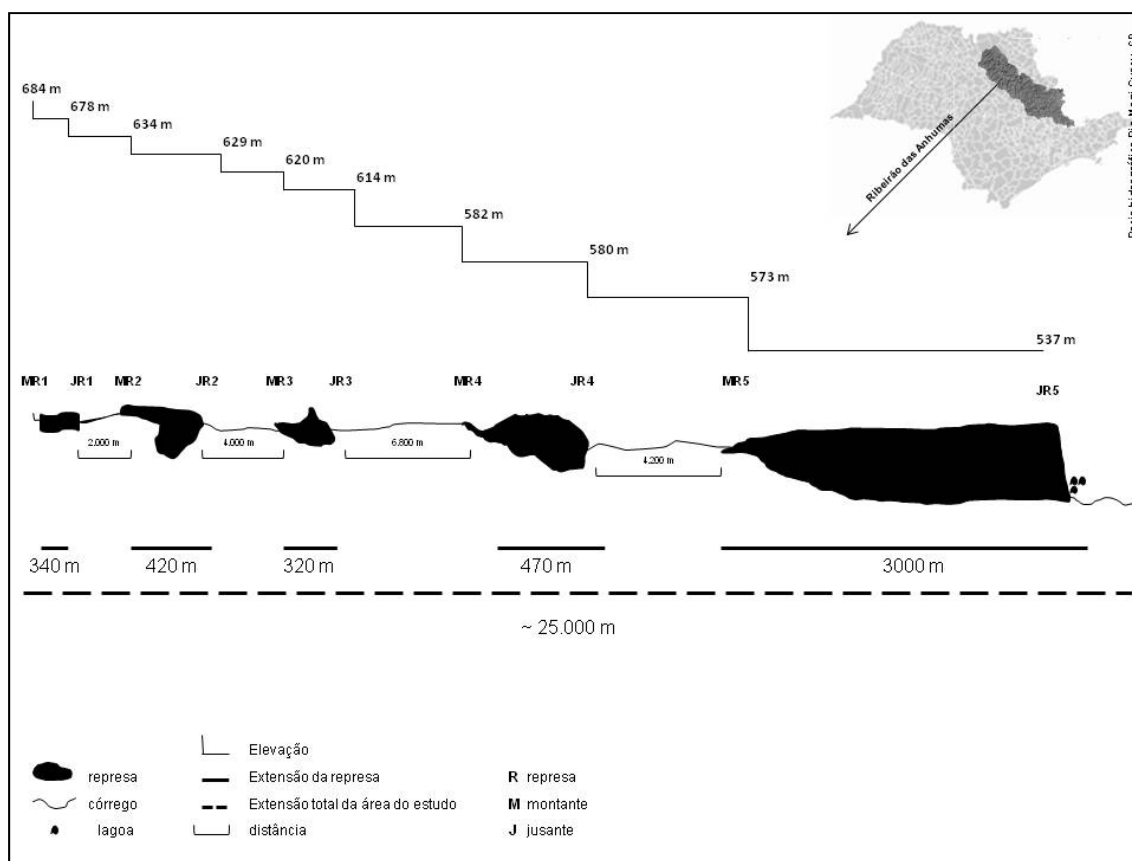 684 m
678 m
634 m
629 m
620 m
614 m
582 m
580 m
573 m
537 m
Ribeirão das Anhumas
MR1 JR1 MR2 JR2 MR3 JR3 MR4 JR4 MR5 JR5
2.000 m 4.000 m 6.800 m 4.200 m
340 m 420 m 320 m 470 m 3000 m
~ 25.000 m
represa
córrego
lagoa
Elevação
Extensão da represa
Extensão total da área do estudo
distância
R represa
M montante
J jusante